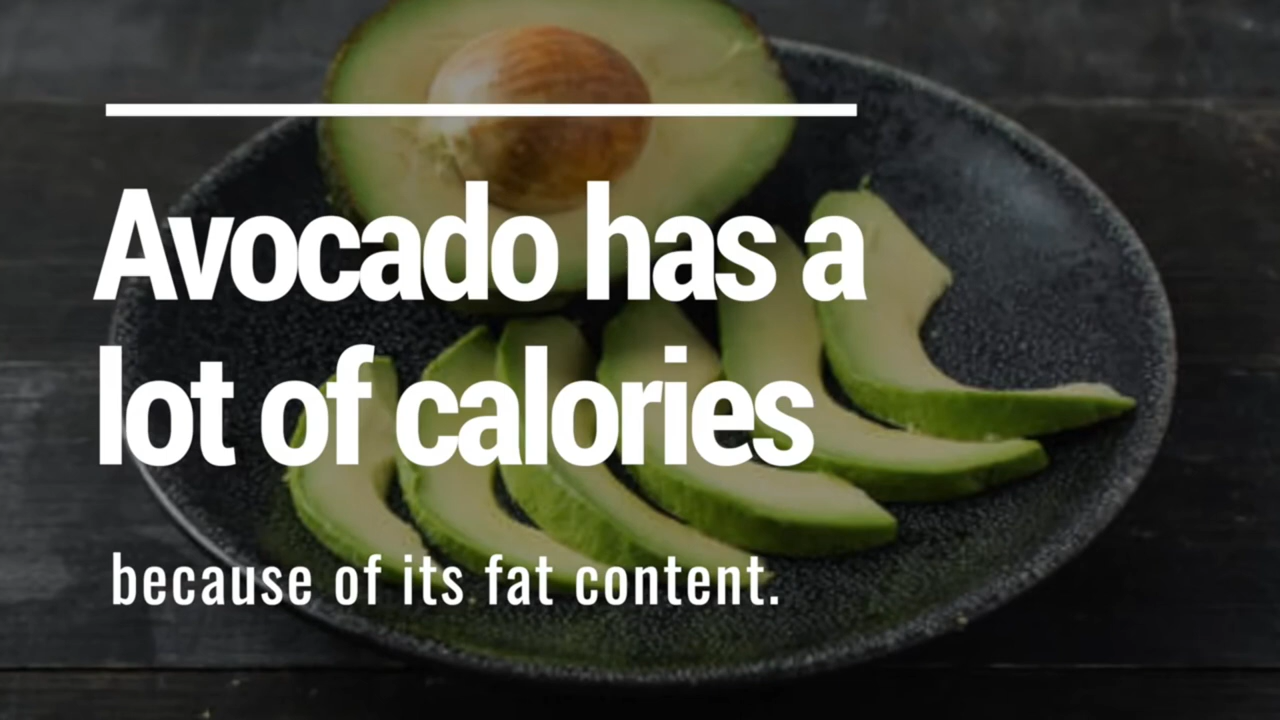 Avocado has a
lot of calories
because of its fat content.